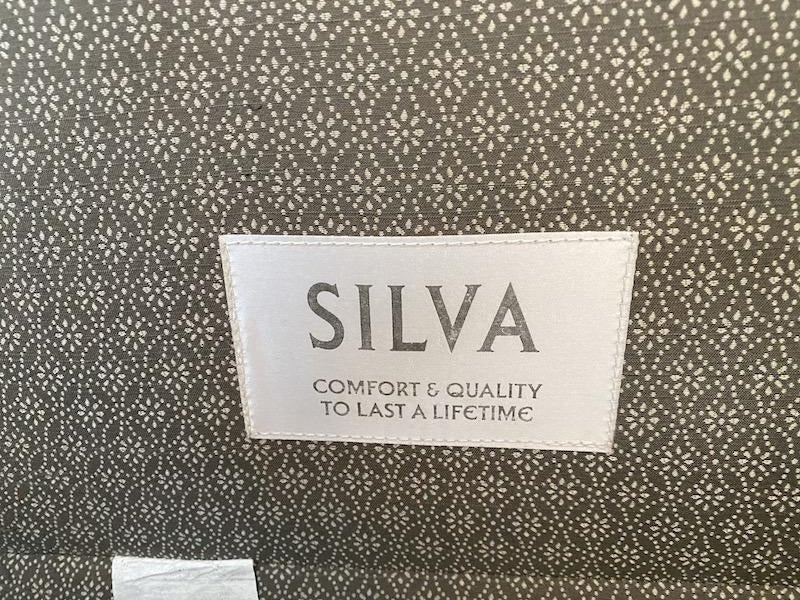 SILVA
COMFORT & QUALITY
TO LAST A LIFETIME